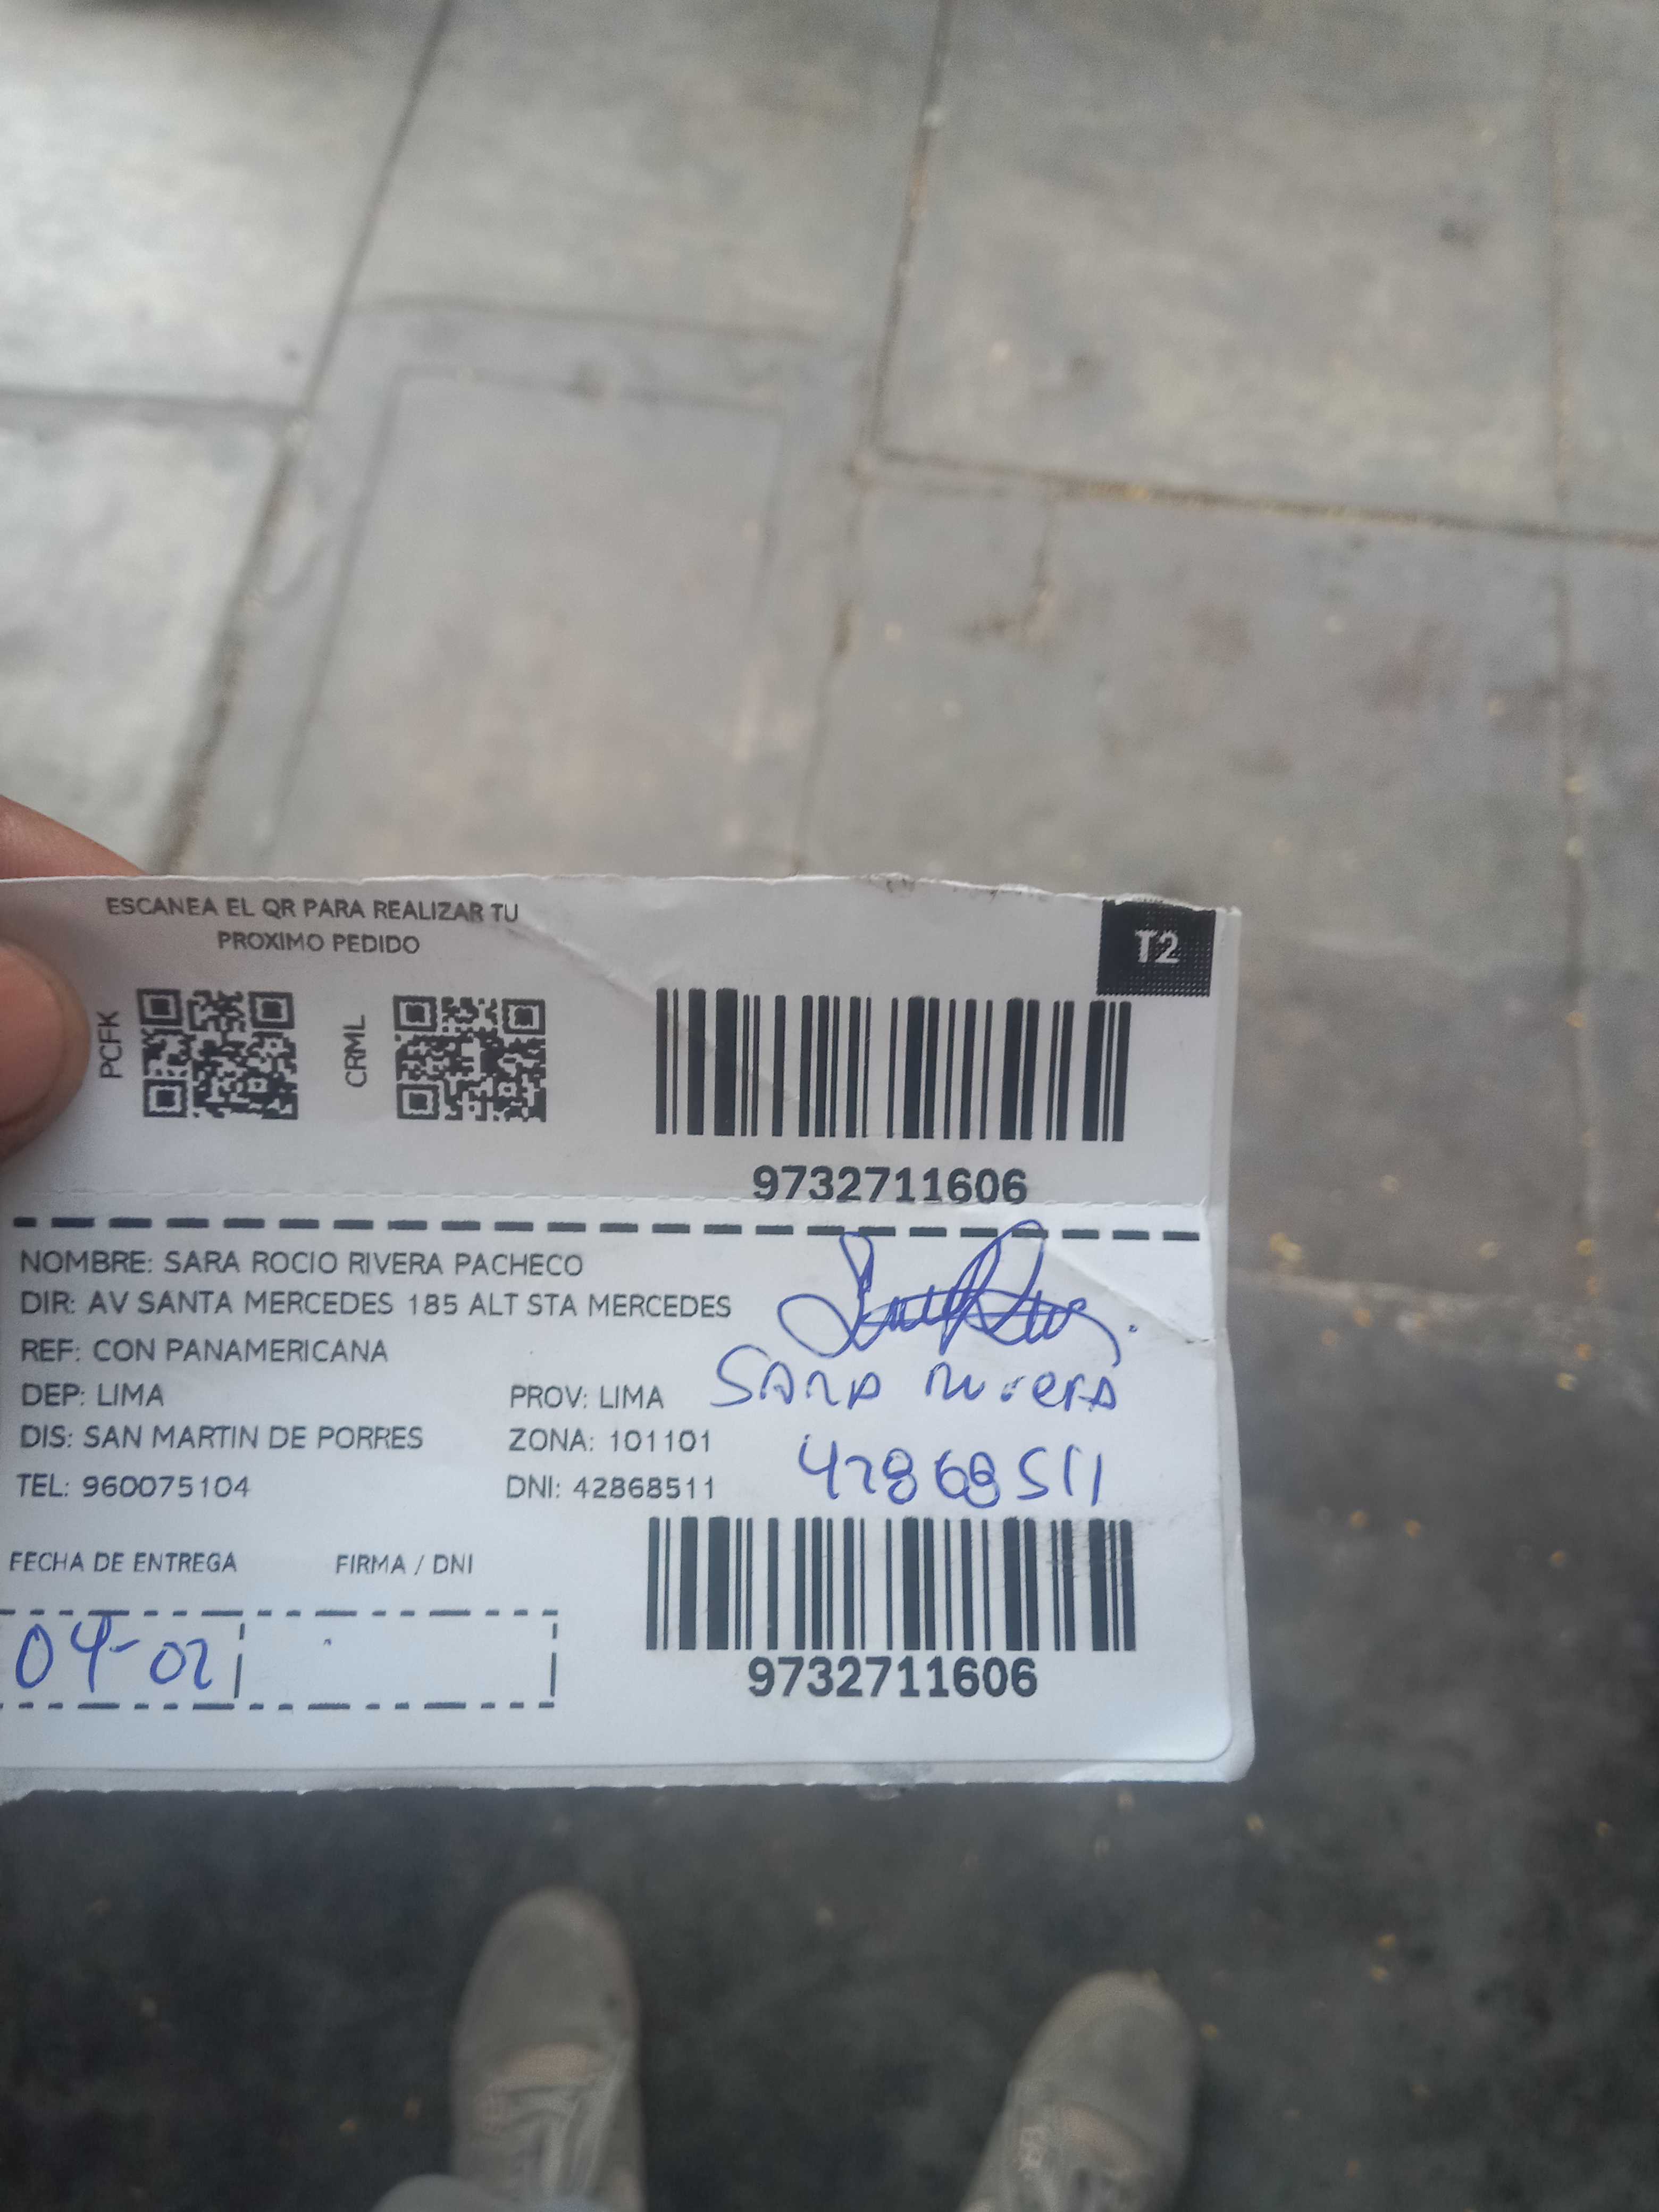 ESCANEA EL QR PARA REALIZAR TU
PROXIMO PEDIDO
T2
PCFK
CRML
9732711606
NOMBRE: SARA ROCIO RIVERA PACHECO
DIR: AV SANTA MERCEDES 185 ALT STA MERCEDES
REF: CON PANAMERICANA
DEP: LIMA
PROV: LIMA
SARA Rivera
DIS: SAN MARTIN DE PORRES
ZONA: 101101
TEL: 960075104
DNI: 42868511
42868511
FECHA DE ENTREGA
FIRMA / DNI
04-02
9732711606